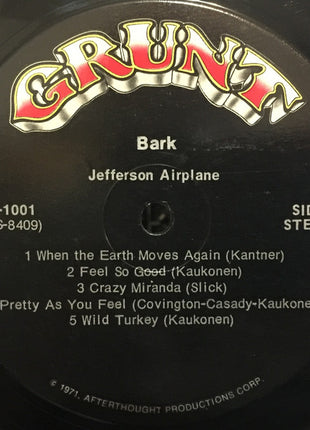 GRUNT
Bark
Jefferson Airplane
-1001 SID
S-8409) STE
1 When the Earth Moves Again (Kantner)
2 Feel So Good (Kaukonen)
3 Crazy Miranda (Slick)
Pretty As You Feel (Covington-Casady-Kaukone
5 Wild Turkey (Kaukonen)
© 1971, AFTERTHOUGHT PRODUCTIONS CORP.